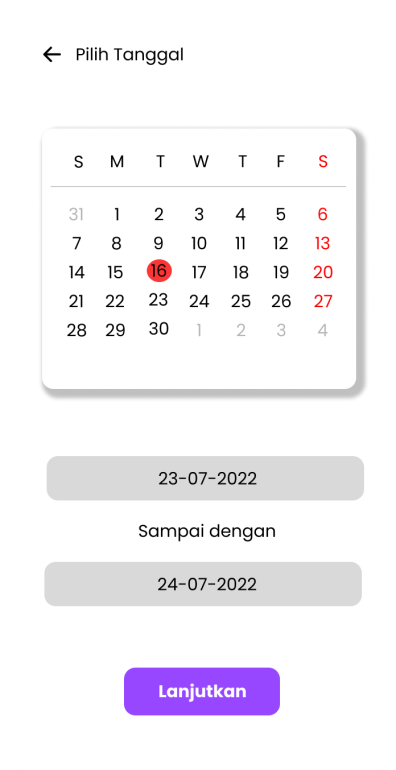 Pilih Tanggal
S M T W T F S
31 1 2 3 4 5 6
7 8 9 10 11 12 13
14 15 16 17 18 19 20
21 22 23 24 25 26 27
28 29 30 1 2 3 4
23-07-2022
Sampai dengan
24-07-2022
Lanjutkan